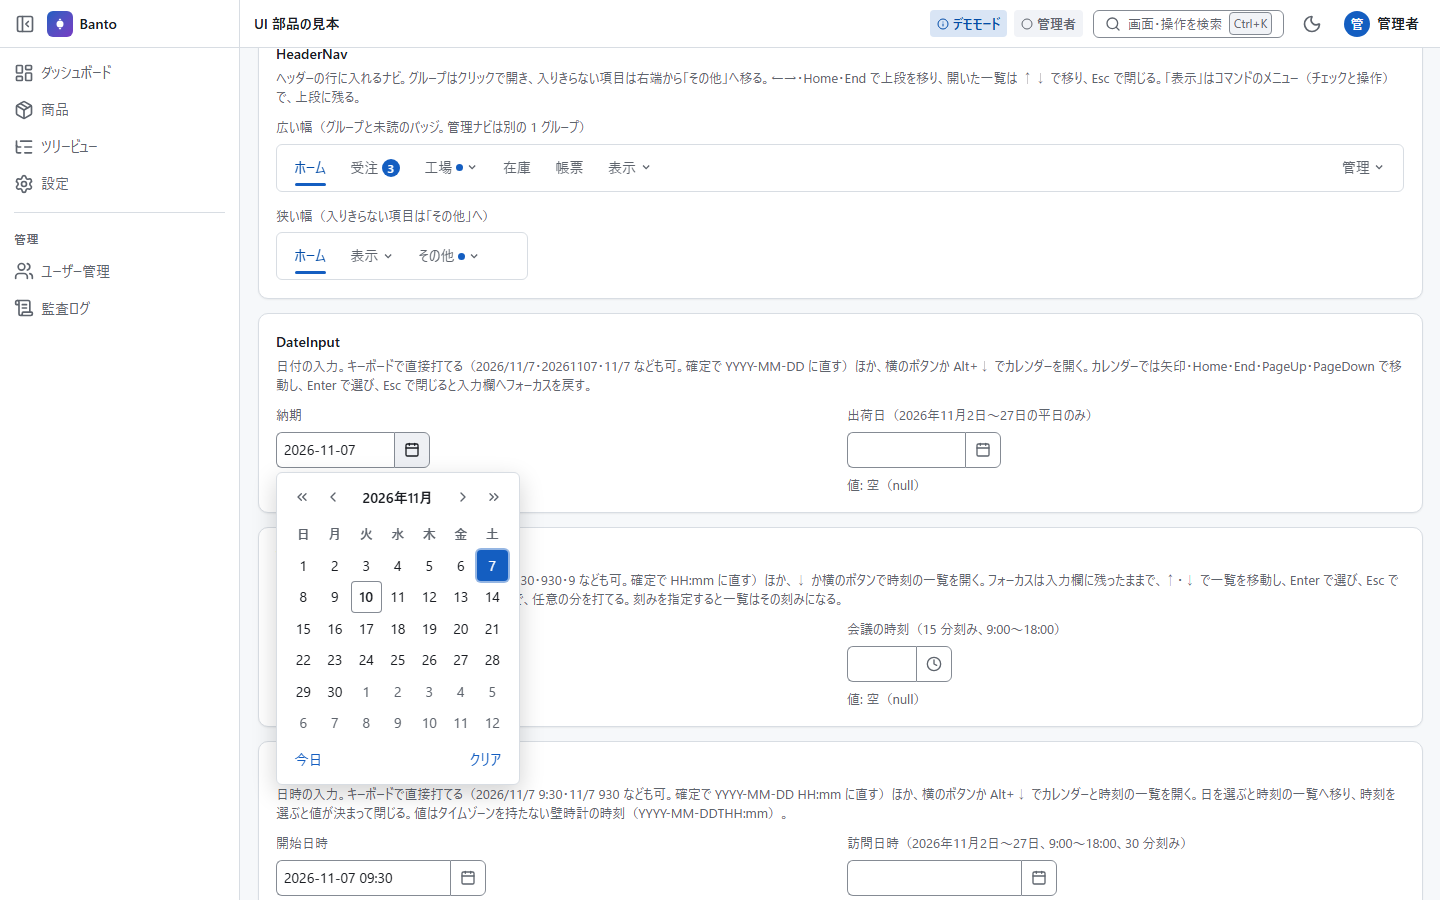 Banto
UI 部品の見本
デモモード
管理者
画面・操作を検索
Ctrl+K
管
管理者
ダッシュボード
商品
ツリービュー
設定
管理
ユーザー管理
監査ログ
HeaderNav
ヘッダーの行に入れるナビ。グループはクリックで開き、入りきらない項目は右端から「その他」へ移る。←→・Home・End で上段を移り、開いた一覧は ↑ ↓ で移り、Esc で閉じる。「表示」はコマンドのメニュー（チェックと操作）
で、上段に残る。
広い幅（グループと未読のバッジ。管理ナビは別の 1 グループ）
ホーム
受注 3
工場
在庫
帳票
表示
管理
狭い幅（入りきらない項目は「その他」へ）
ホーム
表示
その他
DateInput
日付の入力。キーボードで直接打てる（2026/11/7・20261107・11/7 なども可。確定で YYYY-MM-DD に直す）ほか、横のボタンか Alt+↓ でカレンダーを開く。カレンダーでは矢印・Home・End・PageUp・PageDown で移
動し、Enter で選び、Esc で閉じると入力欄へフォーカスを戻す。
納期
2026-11-07
出荷日（2026年11月2日〜27日の平日のみ）
値: 空（null）
« ‹ 2026年11月 › »
日 月 火 水 木 金 土
1 2 3 4 5 6 7
8 9 10 11 12 13 14
15 16 17 18 19 20 21
22 23 24 25 26 27 28
29 30 1 2 3 4 5
6 7 8 9 10 11 12
今日
クリア
30・930・9 なども可。確定で HH:mm に直す）ほか、↓ か横のボタンで時刻の一覧を開く。フォーカスは入力欄に残ったままで、↑・↓ で一覧を移動し、Enter で選び、Esc で
、任意の分を打てる。刻みを指定すると一覧はその刻みになる。
会議の時刻（15 分刻み、9:00〜18:00）
値: 空（null）
日時の入力。キーボードで直接打てる（2026/11/7 9:30・11/7 930 なども可。確定で YYYY-MM-DD HH:mm に直す）ほか、横のボタンか Alt+↓ でカレンダーと時刻の一覧を開く。日を選ぶと時刻の一覧へ移り、時刻を
選ぶと値が決まって閉じる。値はタイムゾーンを持たない壁時計の時刻（YYYY-MM-DDTHH:mm）。
開始日時
2026-11-07 09:30
訪問日時（2026年11月2日〜27日、9:00〜18:00、30 分刻み）